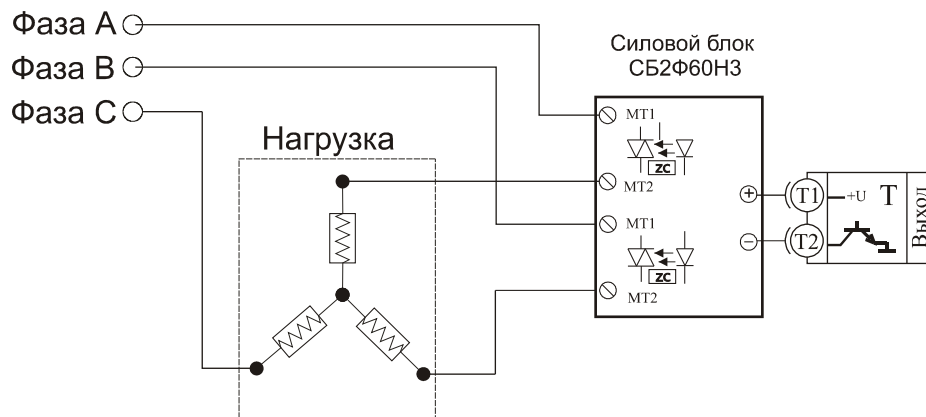 Фаза A
Фаза B
Фаза C
Нагрузка
Силовой блок
СБ2Ф60Н3
MT1
ZC
MT2
MT1
ZC
MT2
+
−
T1
T2
+U
T
Выход